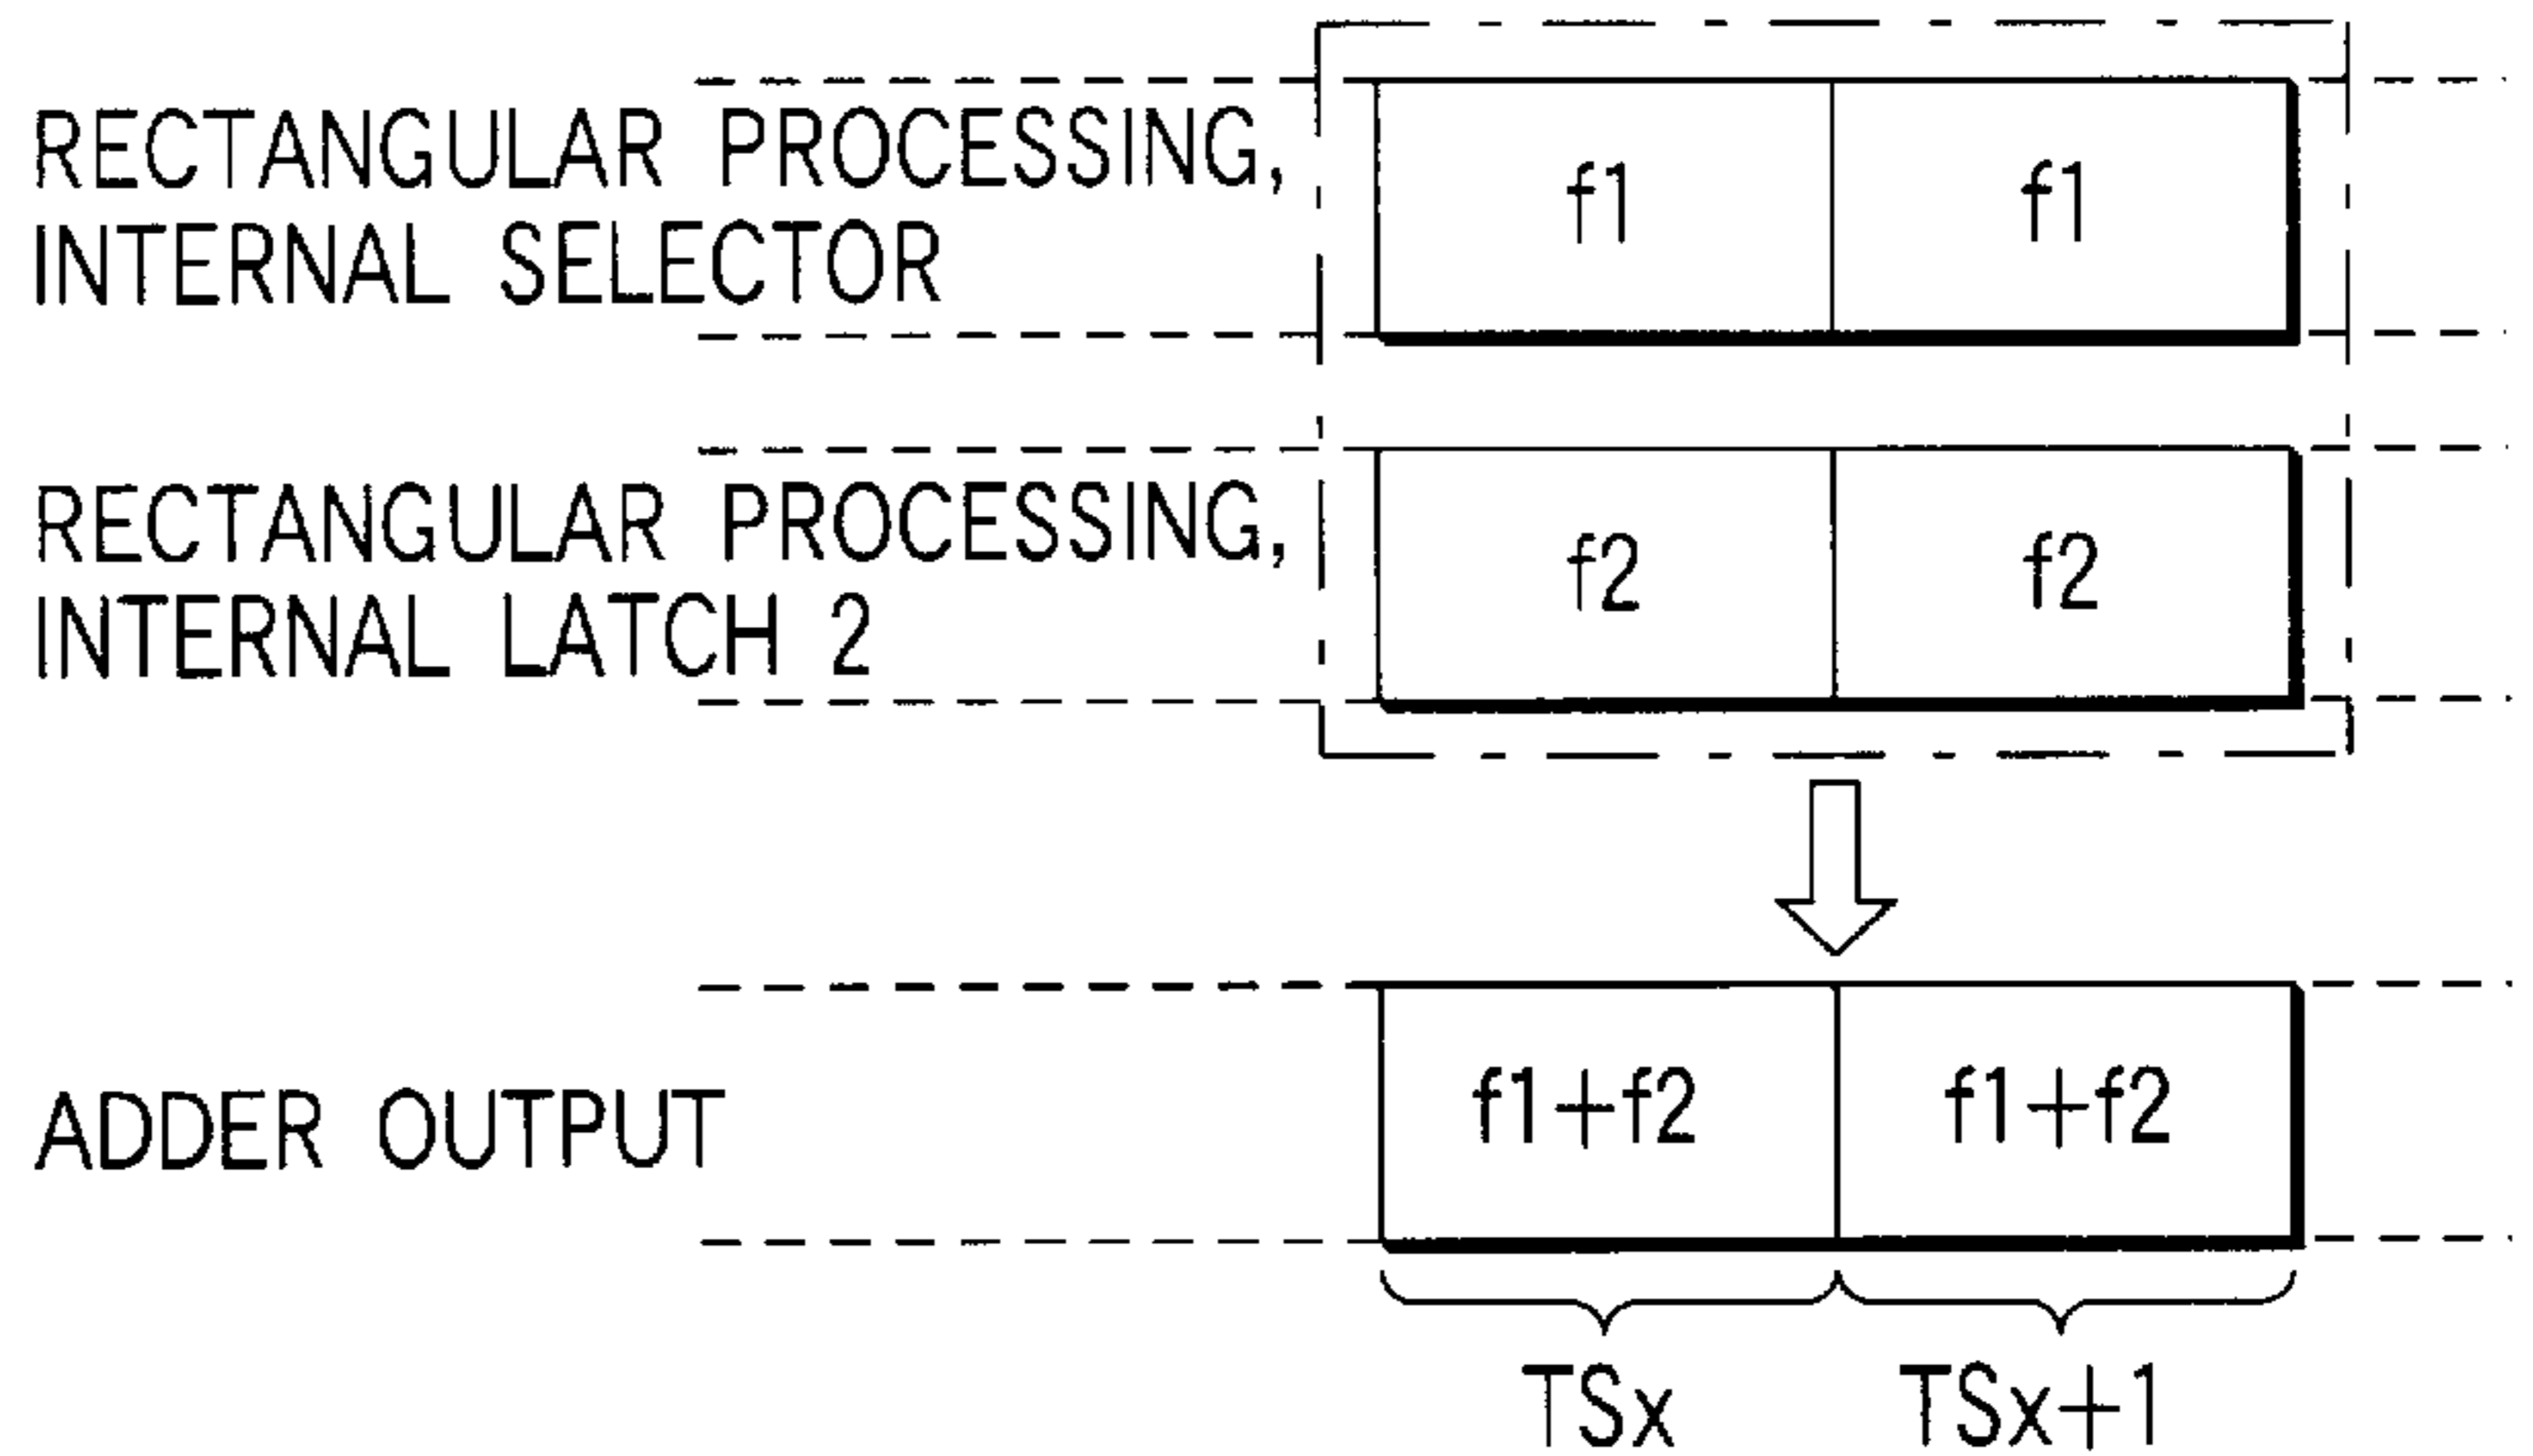 RECTANGULAR PROCESSING,
INTERNAL SELECTOR
f1 f1
RECTANGULAR PROCESSING,
INTERNAL LATCH 2
f2 f2
ADDER OUTPUT
f1+f2 f1+f2
TSx TSx+1